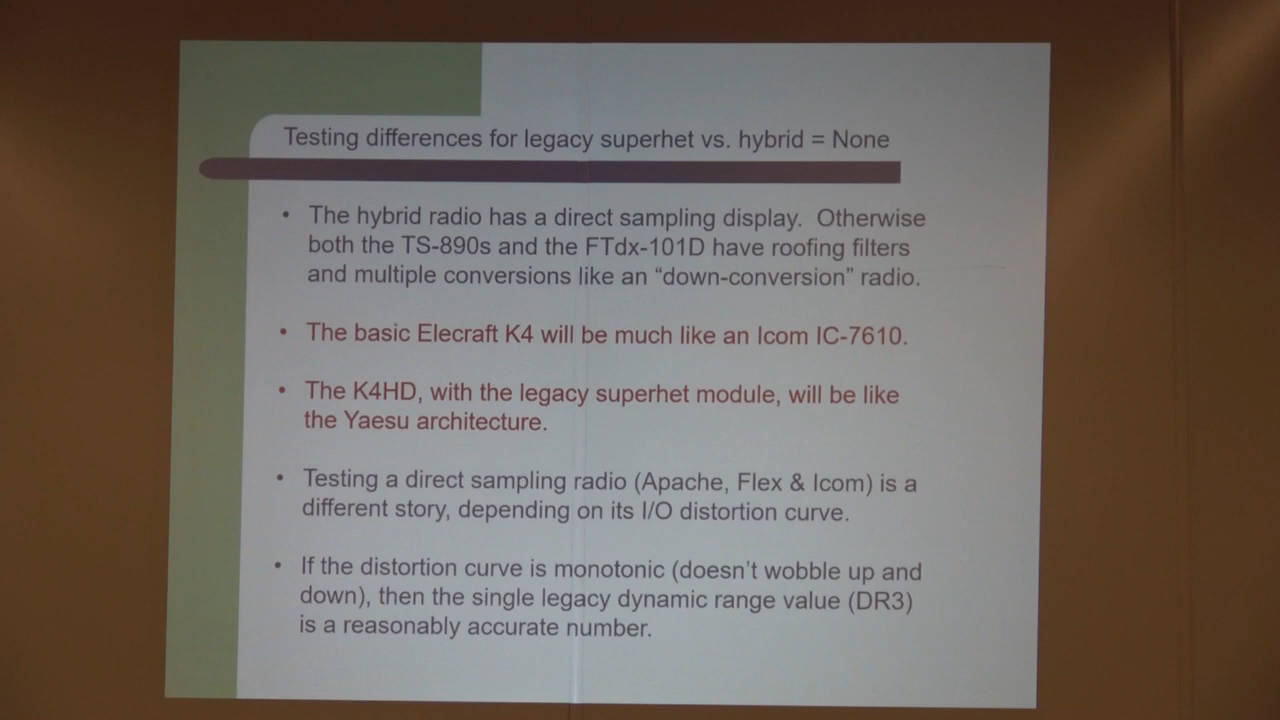 Testing differences for legacy superhet vs. hybrid = None
• The hybrid radio has a direct sampling display.  Otherwise
both the TS-890s and the FTdx-101D have roofing filters
and multiple conversions like an “down-conversion” radio.
• The basic Elecraft K4 will be much like an Icom IC-7610.
• The K4HD, with the legacy superhet module, will be like
the Yaesu architecture.
• Testing a direct sampling radio (Apache, Flex & Icom) is a
different story, depending on its I/O distortion curve.
• If the distortion curve is monotonic (doesn’t wobble up and
down), then the single legacy dynamic range value (DR3)
is a reasonably accurate number.